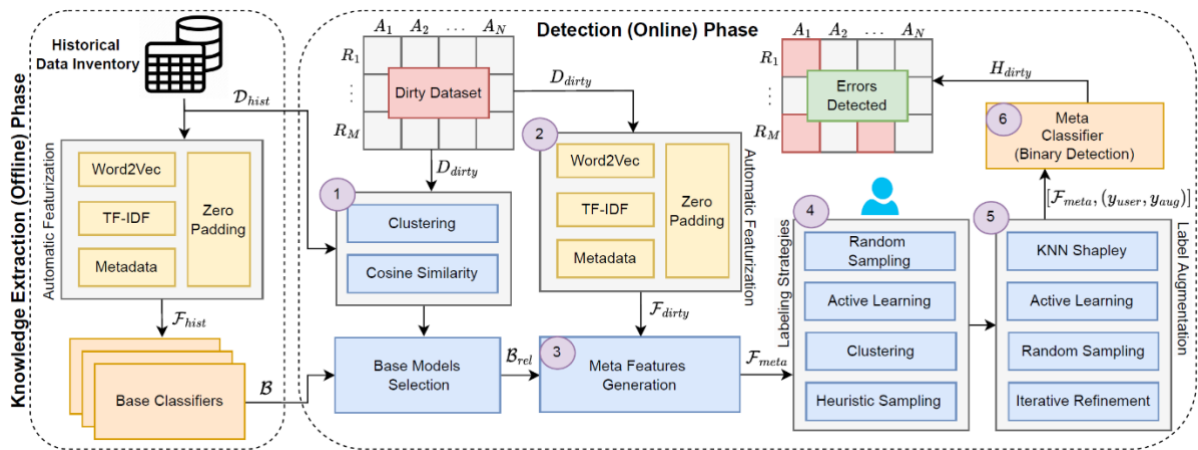 Knowledge Extraction (Offline) Phase
Historical
Data Inventory
D_hist
Automatic Featurization
Word2Vec
TF-IDF
Metadata
Zero
Padding
F_hist
Base Classifiers
B
Detection (Online) Phase
A_1 A_2 ... A_N
R_1
⋮
R_M
Dirty Dataset
D_dirty
D_dirty
1
Clustering
Cosine Similarity
Base Models
Selection
B_rel
2
Word2Vec
TF-IDF
Metadata
Zero
Padding
Automatic Featurization
F_dirty
3
Meta Features
Generation
F_meta
Labeling Strategies
4
Random
Sampling
Active Learning
Clustering
Heuristic Sampling
5
KNN Shapley
Active Learning
Random Sampling
Iterative Refinement
Label Augmentation
[F_meta, (y_user, y_aug)]
6
Meta
Classifier
(Binary Detection)
H_dirty
A_1 A_2 ... A_N
R_1
⋮
R_M
Errors
Detected